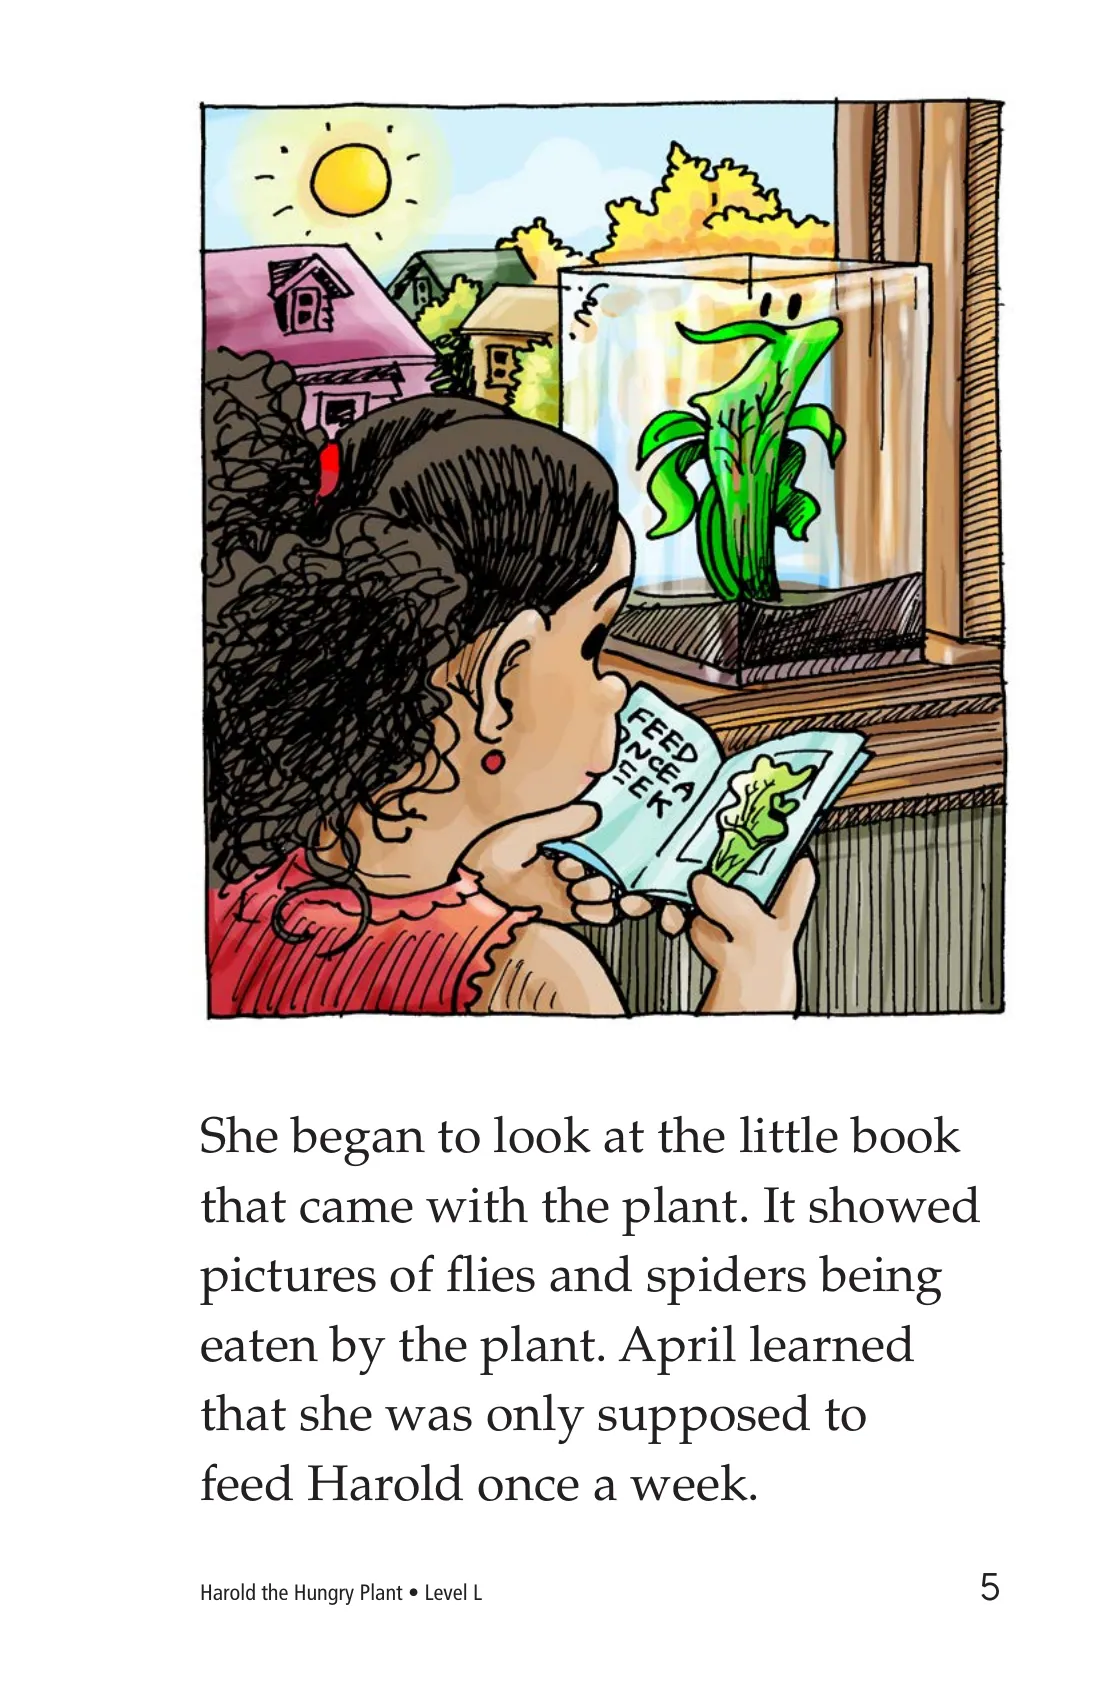 FEED
ONCE A
EEK
She began to look at the little book
that came with the plant. It showed
pictures of flies and spiders being
eaten by the plant. April learned
that she was only supposed to
feed Harold once a week.
Harold the Hungry Plant • Level L
5